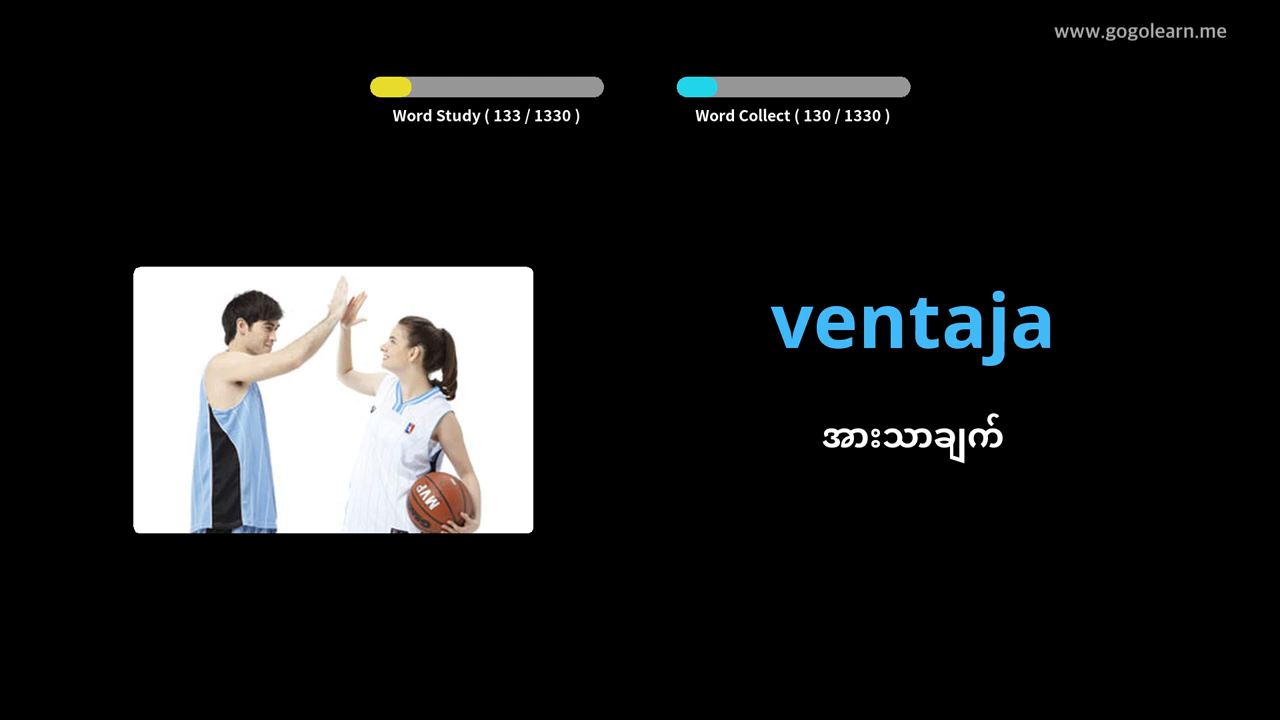 www.gogolearn.me
Word Study ( 133 / 1330 )
Word Collect ( 130 / 1330 )
ventaja
အားသာချက်
MVP